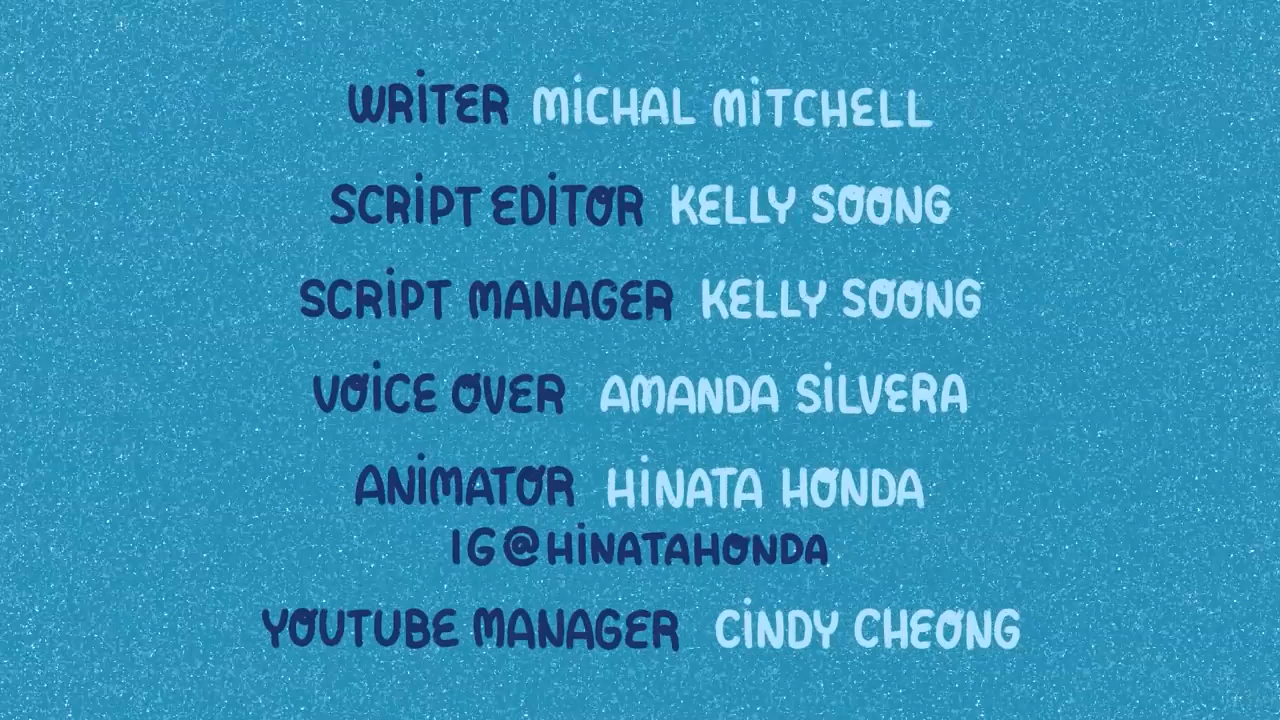 WRITER MICHAL MITCHELL
SCRIPT EDITOR KELLY SOONG
SCRIPT MANAGER KELLY SOONG
VOICE OVER AMANDA SILVERA
ANIMATOR HINATA HONDA
IG@HINATAHONDA
YOUTUBE MANAGER CINDY CHEONG